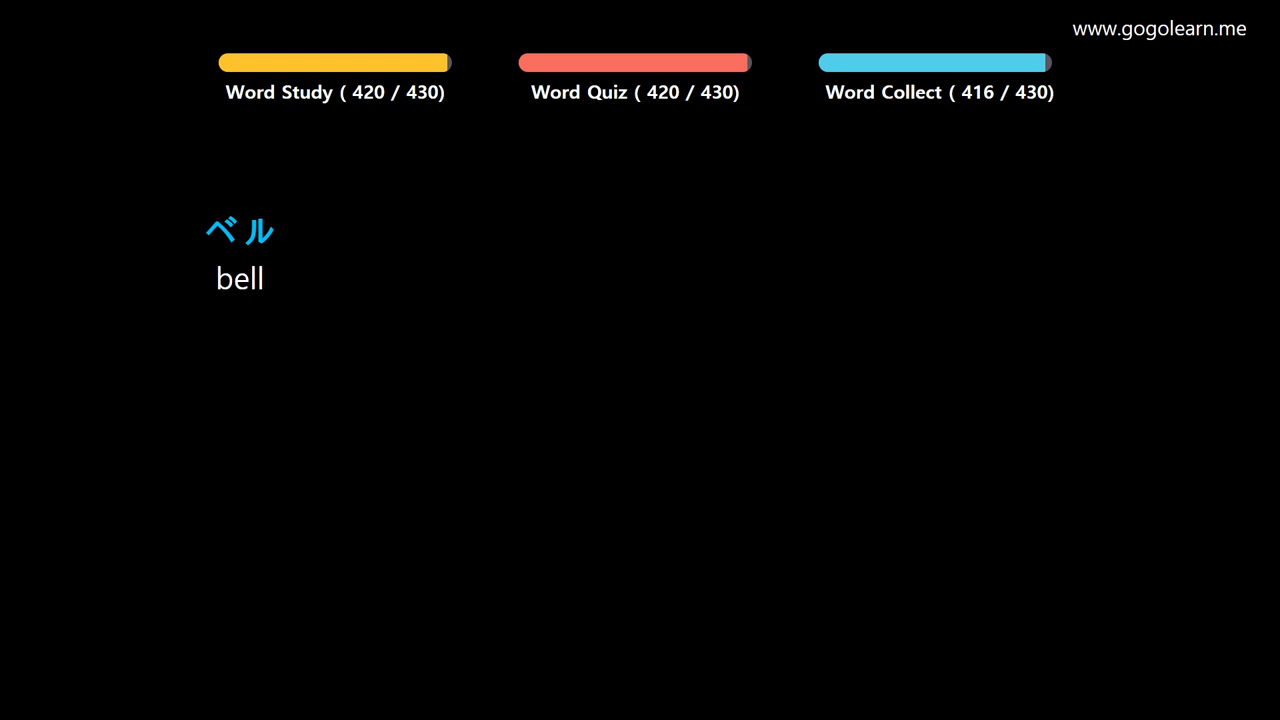 www.gogolearn.me
Word Study ( 420 / 430)
Word Quiz ( 420 / 430)
Word Collect ( 416 / 430)
ベル
bell